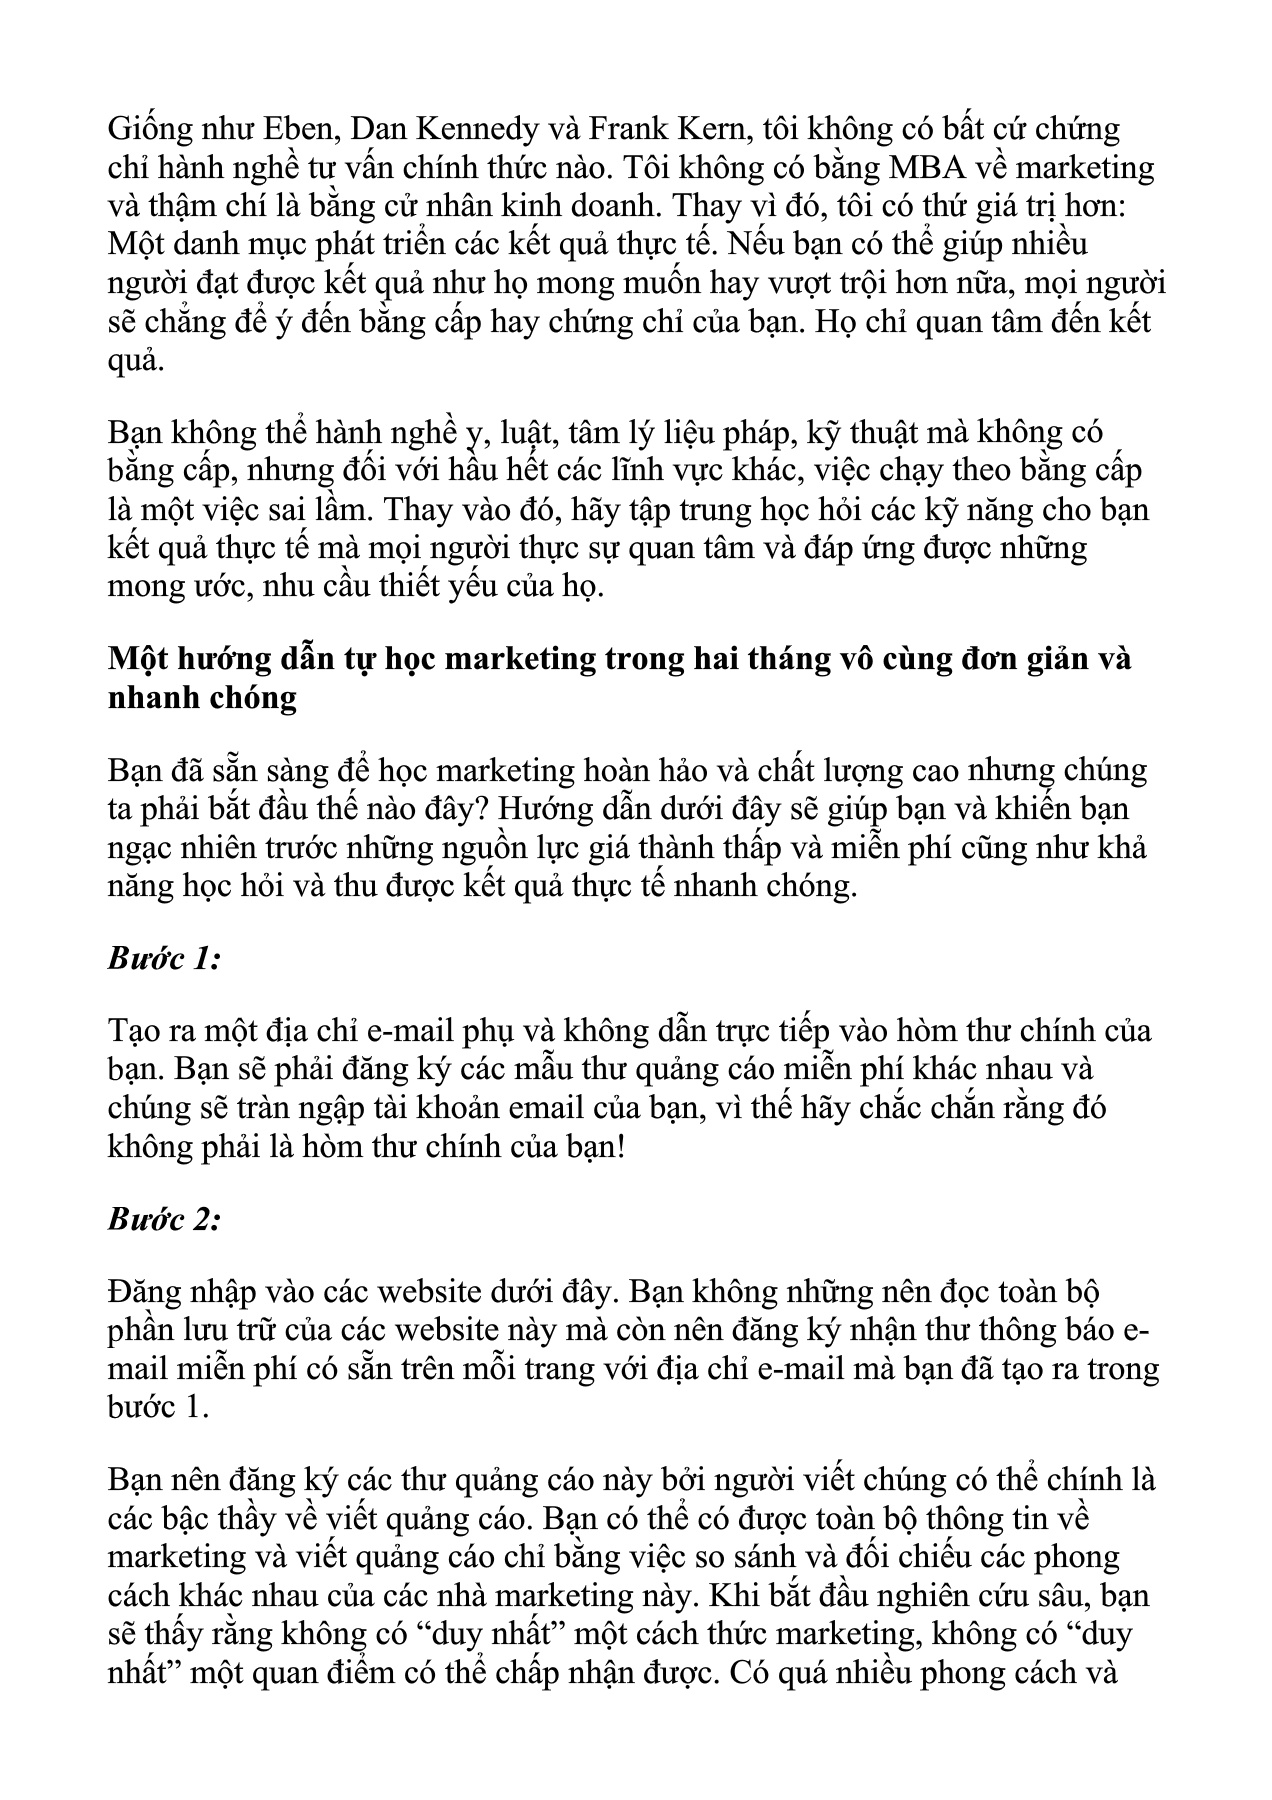 Giống như Eben, Dan Kennedy và Frank Kern, tôi không có bất cứ chứng
chỉ hành nghề tư vấn chính thức nào. Tôi không có bằng MBA về marketing
và thậm chí là bằng cử nhân kinh doanh. Thay vì đó, tôi có thứ giá trị hơn:
Một danh mục phát triển các kết quả thực tế. Nếu bạn có thể giúp nhiều
người đạt được kết quả như họ mong muốn hay vượt trội hơn nữa, mọi người
sẽ chẳng để ý đến bằng cấp hay chứng chỉ của bạn. Họ chỉ quan tâm đến kết
quả.
Bạn không thể hành nghề y, luật, tâm lý liệu pháp, kỹ thuật mà không có
bằng cấp, nhưng đối với hầu hết các lĩnh vực khác, việc chạy theo bằng cấp
là một việc sai lầm. Thay vào đó, hãy tập trung học hỏi các kỹ năng cho bạn
kết quả thực tế mà mọi người thực sự quan tâm và đáp ứng được những
mong ước, nhu cầu thiết yếu của họ.
Một hướng dẫn tự học marketing trong hai tháng vô cùng đơn giản và
nhanh chóng
Bạn đã sẵn sàng để học marketing hoàn hảo và chất lượng cao nhưng chúng
ta phải bắt đầu thế nào đây? Hướng dẫn dưới đây sẽ giúp bạn và khiến bạn
ngạc nhiên trước những nguồn lực giá thành thấp và miễn phí cũng như khả
năng học hỏi và thu được kết quả thực tế nhanh chóng.
Bước 1:
Tạo ra một địa chỉ e-mail phụ và không dẫn trực tiếp vào hòm thư chính của
bạn. Bạn sẽ phải đăng ký các mẫu thư quảng cáo miễn phí khác nhau và
chúng sẽ tràn ngập tài khoản email của bạn, vì thế hãy chắc chắn rằng đó
không phải là hòm thư chính của bạn!
Bước 2:
Đăng nhập vào các website dưới đây. Bạn không những nên đọc toàn bộ
phần lưu trữ của các website này mà còn nên đăng ký nhận thư thông báo e-
mail miễn phí có sẵn trên mỗi trang với địa chỉ e-mail mà bạn đã tạo ra trong
bước 1.
Bạn nên đăng ký các thư quảng cáo này bởi người viết chúng có thể chính là
các bậc thầy về viết quảng cáo. Bạn có thể có được toàn bộ thông tin về
marketing và viết quảng cáo chỉ bằng việc so sánh và đối chiếu các phong
cách khác nhau của các nhà marketing này. Khi bắt đầu nghiên cứu sâu, bạn
sẽ thấy rằng không có “duy nhất” một cách thức marketing, không có “duy
nhất” một quan điểm có thể chấp nhận được. Có quá nhiều phong cách và